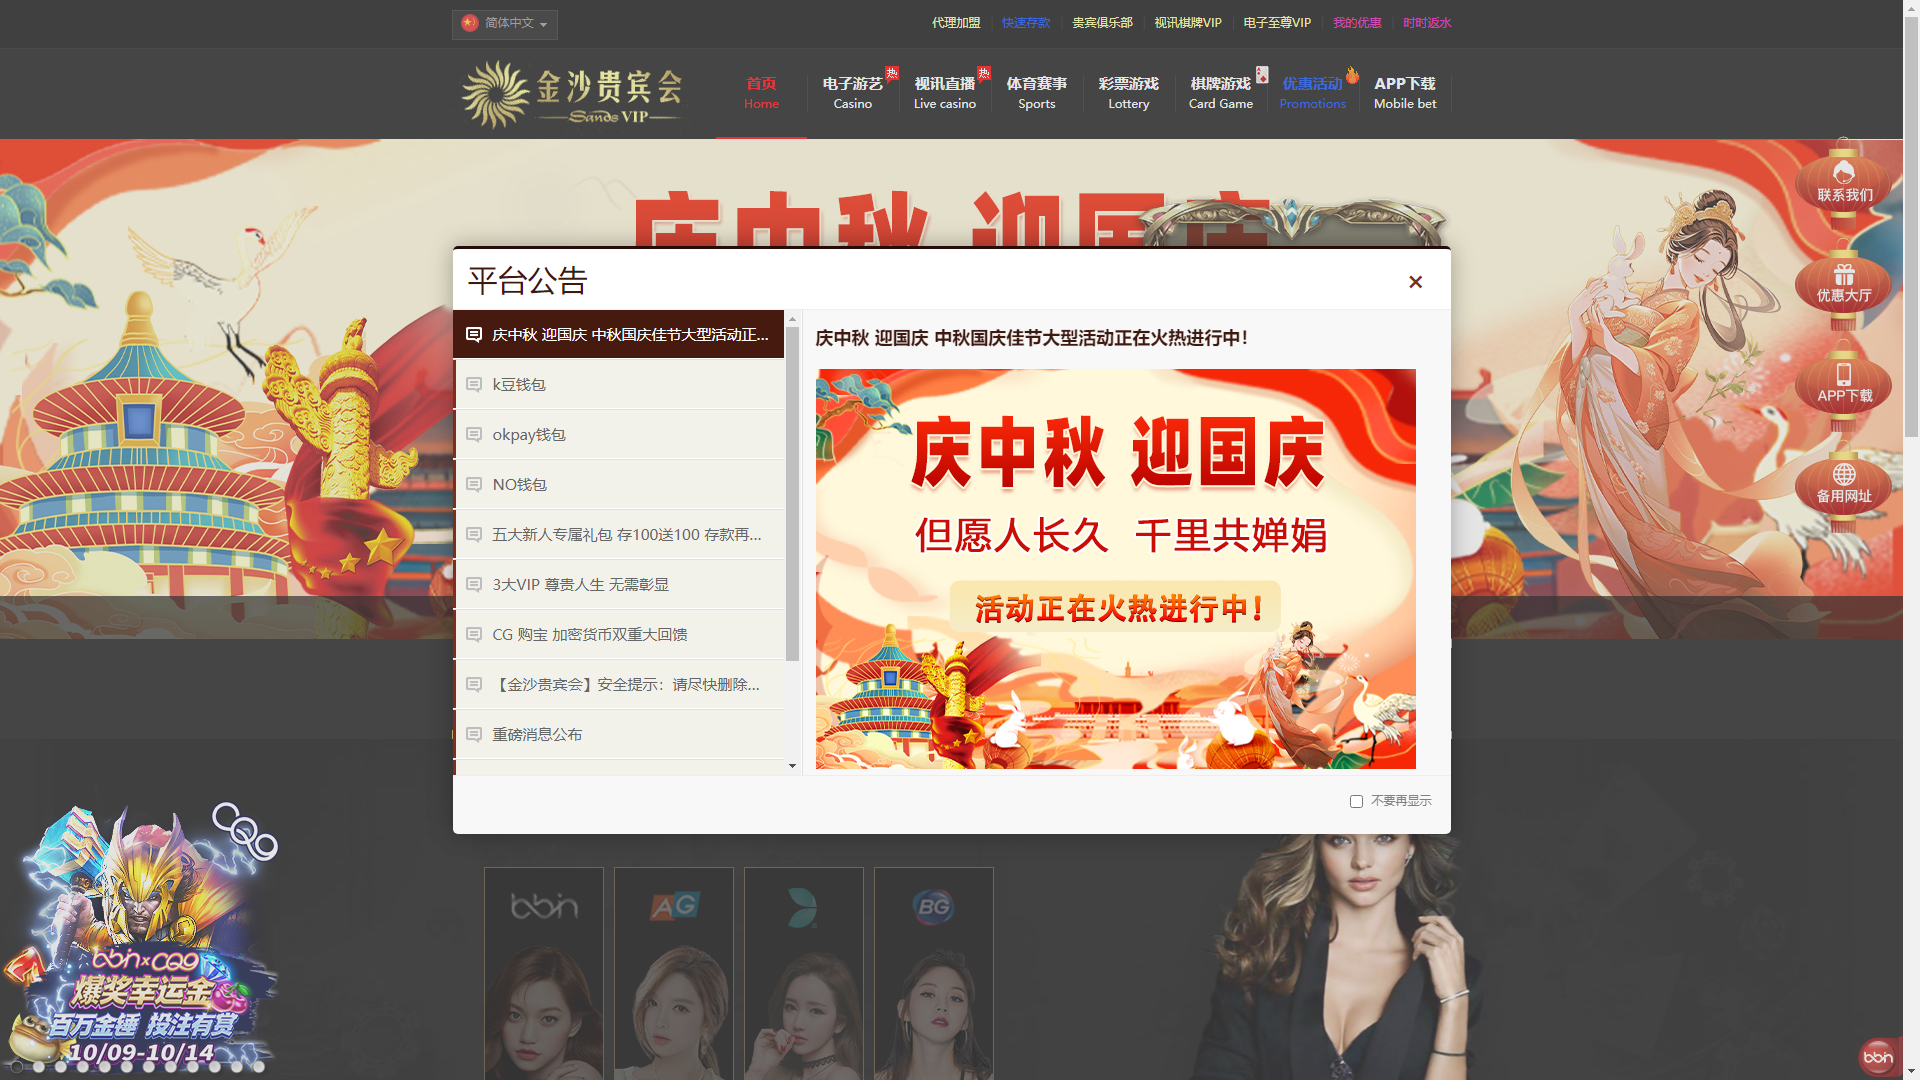 简体中文
代理加盟
快速存款
贵宾俱乐部
视讯棋牌VIP
电子至尊VIP
我的优惠
时时返水
金沙贵宾会
Sands VIP
首页
Home
电子游艺
热
Casino
视讯直播
热
Live casino
体育赛事
Sports
彩票游戏
Lottery
棋牌游戏
Card Game
优惠活动
Promotions
APP下载
Mobile bet
庆中秋 迎国庆
联系我们
优惠大厅
APP下载
备用网址
平台公告
×
庆中秋 迎国庆 中秋国庆佳节大型活动正...
k豆钱包
okpay钱包
NO钱包
五大新人专属礼包 存100送100 存款再...
3大VIP 尊贵人生 无需彰显
CG 购宝 加密货币双重大回馈
【金沙贵宾会】安全提示：请尽快删除...
重磅消息公布
庆中秋 迎国庆 中秋国庆佳节大型活动正在火热进行中！
庆中秋 迎国庆
但愿人长久 千里共婵娟
活动正在火热进行中！
不要再显示
CQ9
bbin×CQ9
爆奖幸运金
百万金锤 投注有赏
10/09-10/14
bbin
AG
BG
bbin